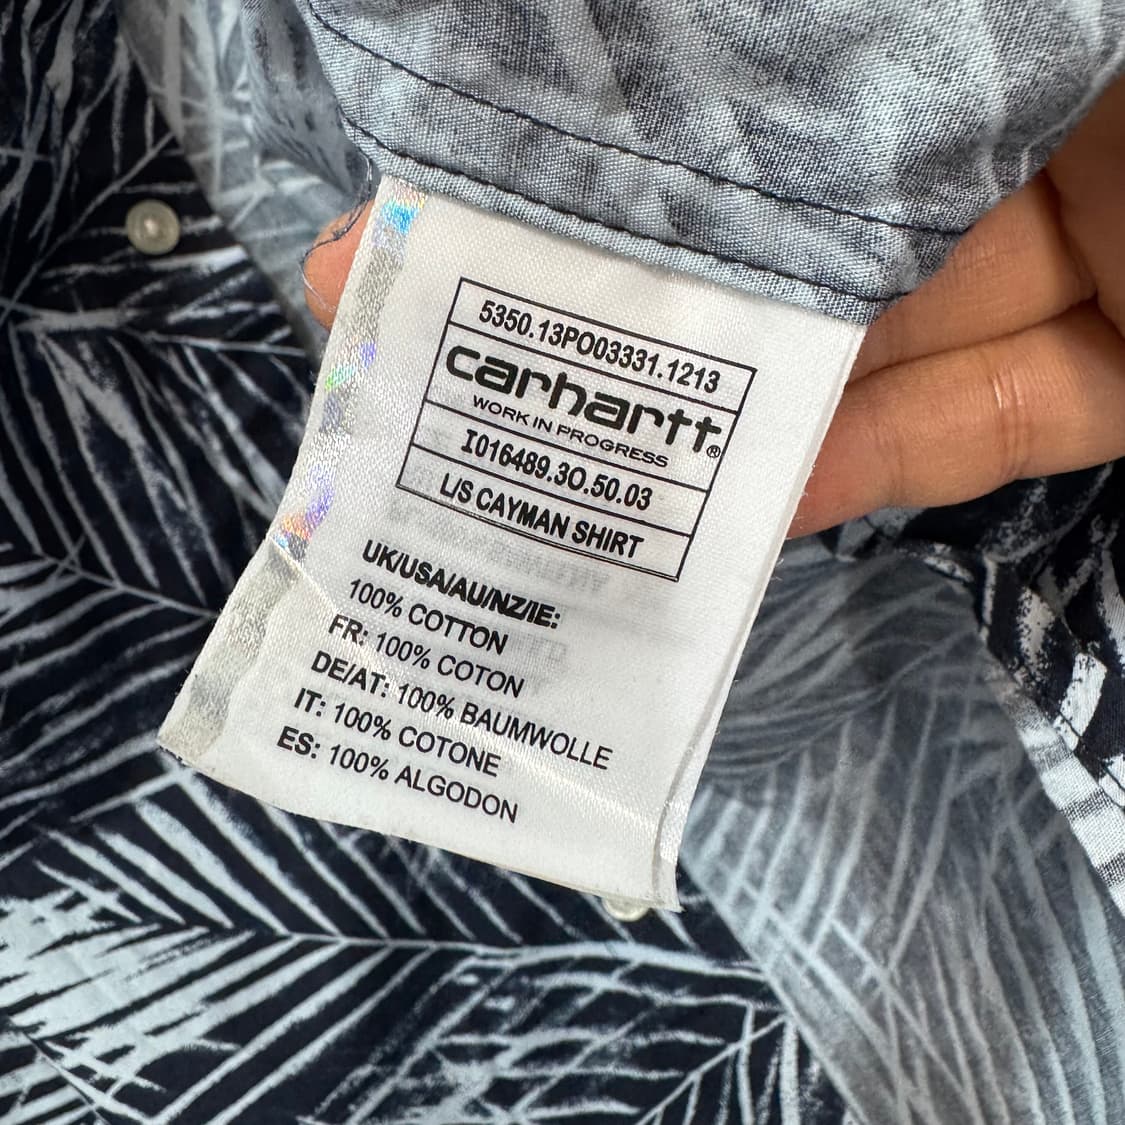 5350.13PO03331.1213
carhartt®
WORK IN PROGRESS
I016489.3O.50.03
L/S CAYMAN SHIRT
UK/USA/AU/NZ/IE:
100% COTTON
FR: 100% COTON
DE/AT: 100% BAUMWOLLE
IT: 100% COTONE
ES: 100% ALGODON